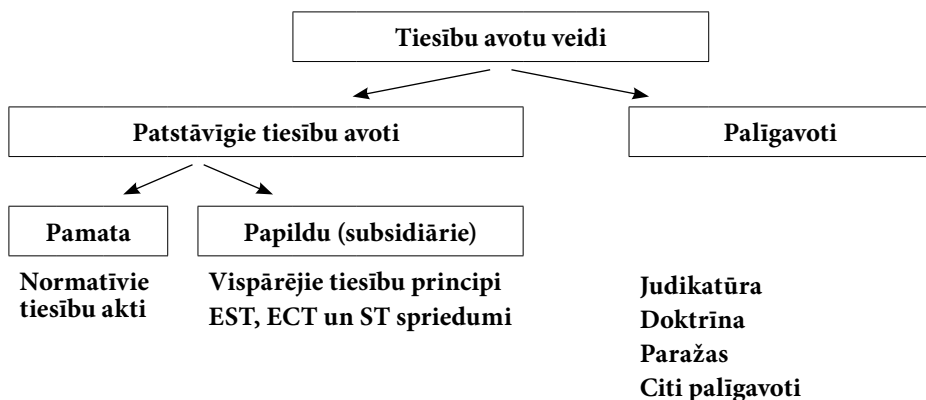 Tiesību avotu veidi
Patstāvīgie tiesību avoti
Palīgavoti
Pamata
Papildu (subsidiārie)
Normatīvie
tiesību akti
Vispārējie tiesību principi
EST, ECT un ST spriedumi
Judikatūra
Doktrīna
Paražas
Citi palīgavoti